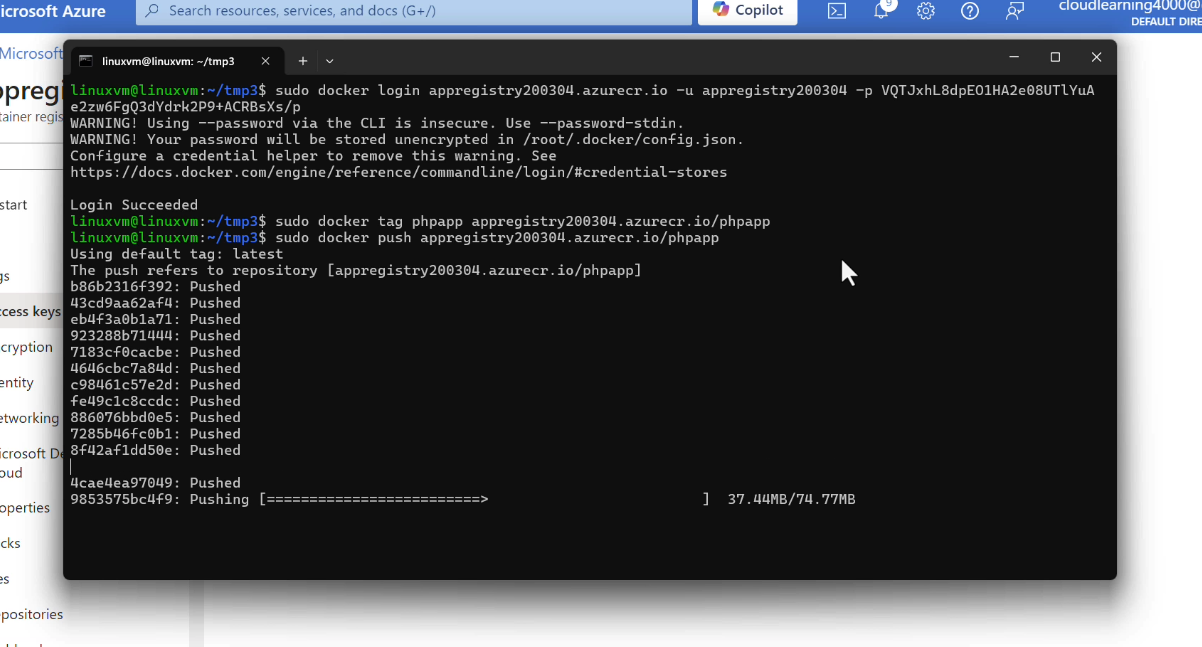 icrosoft Azure
Search resources, services, and docs (G+/)
Copilot
9
cloudlearning4000@
DEFAULT DIRE
Microsoft
ppregi
tainer regis
start
gs
ccess keys
cryption
entity
etworking
icrosoft De
oud
operties
cks
es
positories
linuxvm@linuxvm: ~/tmp3
linuxvm@linuxvm:~/tmp3$ sudo docker login appregistry200304.azurecr.io -u appregistry200304 -p VQTJxhL8dpEO1HA2e08UTlYuA
e2zw6FgQ3dYdrk2P9+ACRBsXs/p
WARNING! Using --password via the CLI is insecure. Use --password-stdin.
WARNING! Your password will be stored unencrypted in /root/.docker/config.json.
Configure a credential helper to remove this warning. See
https://docs.docker.com/engine/reference/commandline/login/#credential-stores
Login Succeeded
linuxvm@linuxvm:~/tmp3$ sudo docker tag phpapp appregistry200304.azurecr.io/phpapp
linuxvm@linuxvm:~/tmp3$ sudo docker push appregistry200304.azurecr.io/phpapp
Using default tag: latest
The push refers to repository [appregistry200304.azurecr.io/phpapp]
b86b2316f392: Pushed
43cd9aa62af4: Pushed
eb4f3a0b1a71: Pushed
923288b71444: Pushed
7183cf0cacbe: Pushed
4646cbc7a84d: Pushed
c98461c57e2d: Pushed
fe49c1c8ccdc: Pushed
886076bbd0e5: Pushed
7285b46fc0b1: Pushed
8f42af1dd50e: Pushed
4cae4ea97049: Pushed
9853575bc4f9: Pushing [=========================>                         ]  37.44MB/74.77MB